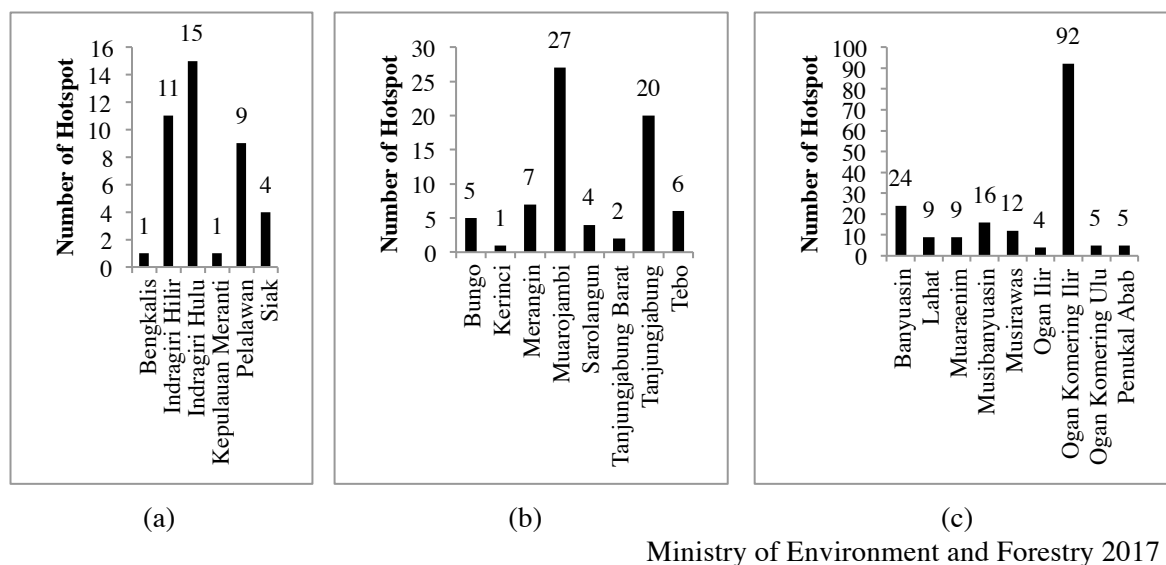 Number of Hotspot
16
14
12
10
8
6
4
2
0
1
11
15
1
9
4
Bengkalis
Indragiri Hilir
Indragiri Hulu
Kepulauan Meranti
Pelalawan
Siak
(a)
Number of Hotspot
30
25
20
15
10
5
0
5
1
7
27
4
2
20
6
Bungo
Kerinci
Merangin
Muarojambi
Sarolangun
Tanjungjabung Barat
Tanjungjabung
Tebo
(b)
Number of Hotspot
100
90
80
70
60
50
40
30
20
10
0
24
9
9
16
12
4
92
5
5
Banyuasin
Lahat
Muaraenim
Musibanyuasin
Musirawas
Ogan Ilir
Ogan Komering Ilir
Ogan Komering Ulu
Penukal Abab
(c)
Ministry of Environment and Forestry 2017